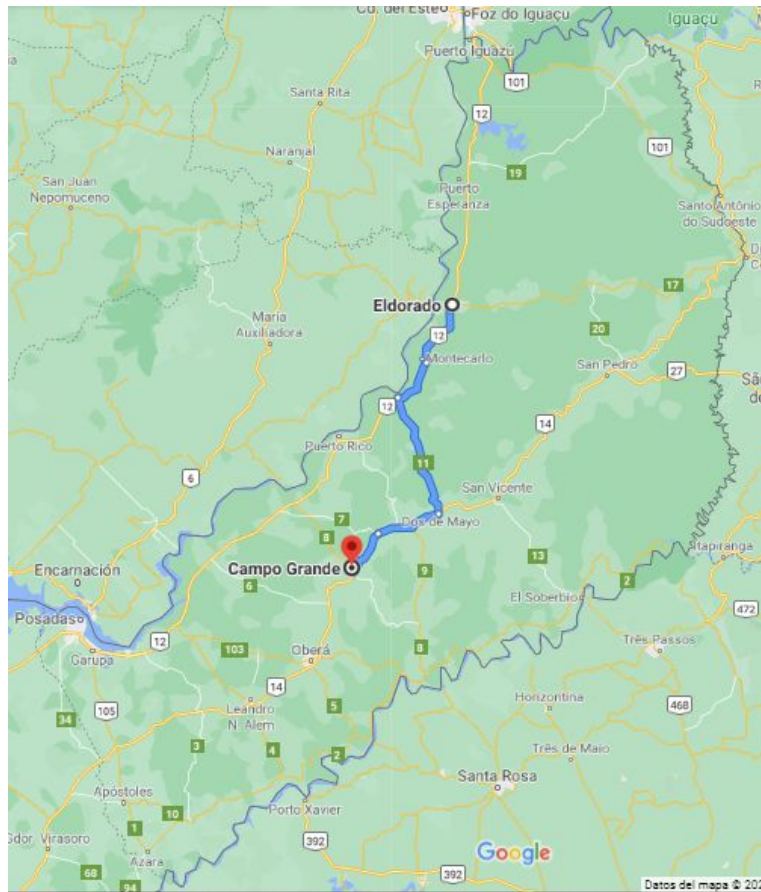 Cd. del Este
Foz do Iguaçu
Iguaçu
Puerto Iguazú
101
Santa Rita
12
Naranjal
101
19
San Juan
Nepomuceno
Puerto
Esperanza
Santo Antônio
do Sudoeste
17
Eldorado
María
Auxiliadora
12
20
Montecarlo
San Pedro
27
12
14
Puerto Rico
11
6
San Vicente
7
Dos de Mayo
8
13
Itapiranga
Encarnación
Campo Grande
6
9
2
El Soberbio
472
Posadas
12
Garupa
103
Oberá
8
Três Passos
14
105
Leandro
N. Alem
5
468
34
Horizontina
3
4
2
Três de Maio
Apóstoles
Santa Rosa
10
Porto Xavier
1
Gdor. Virasoro
392
Azara
Google
68
392
94
Datos del mapa © 202